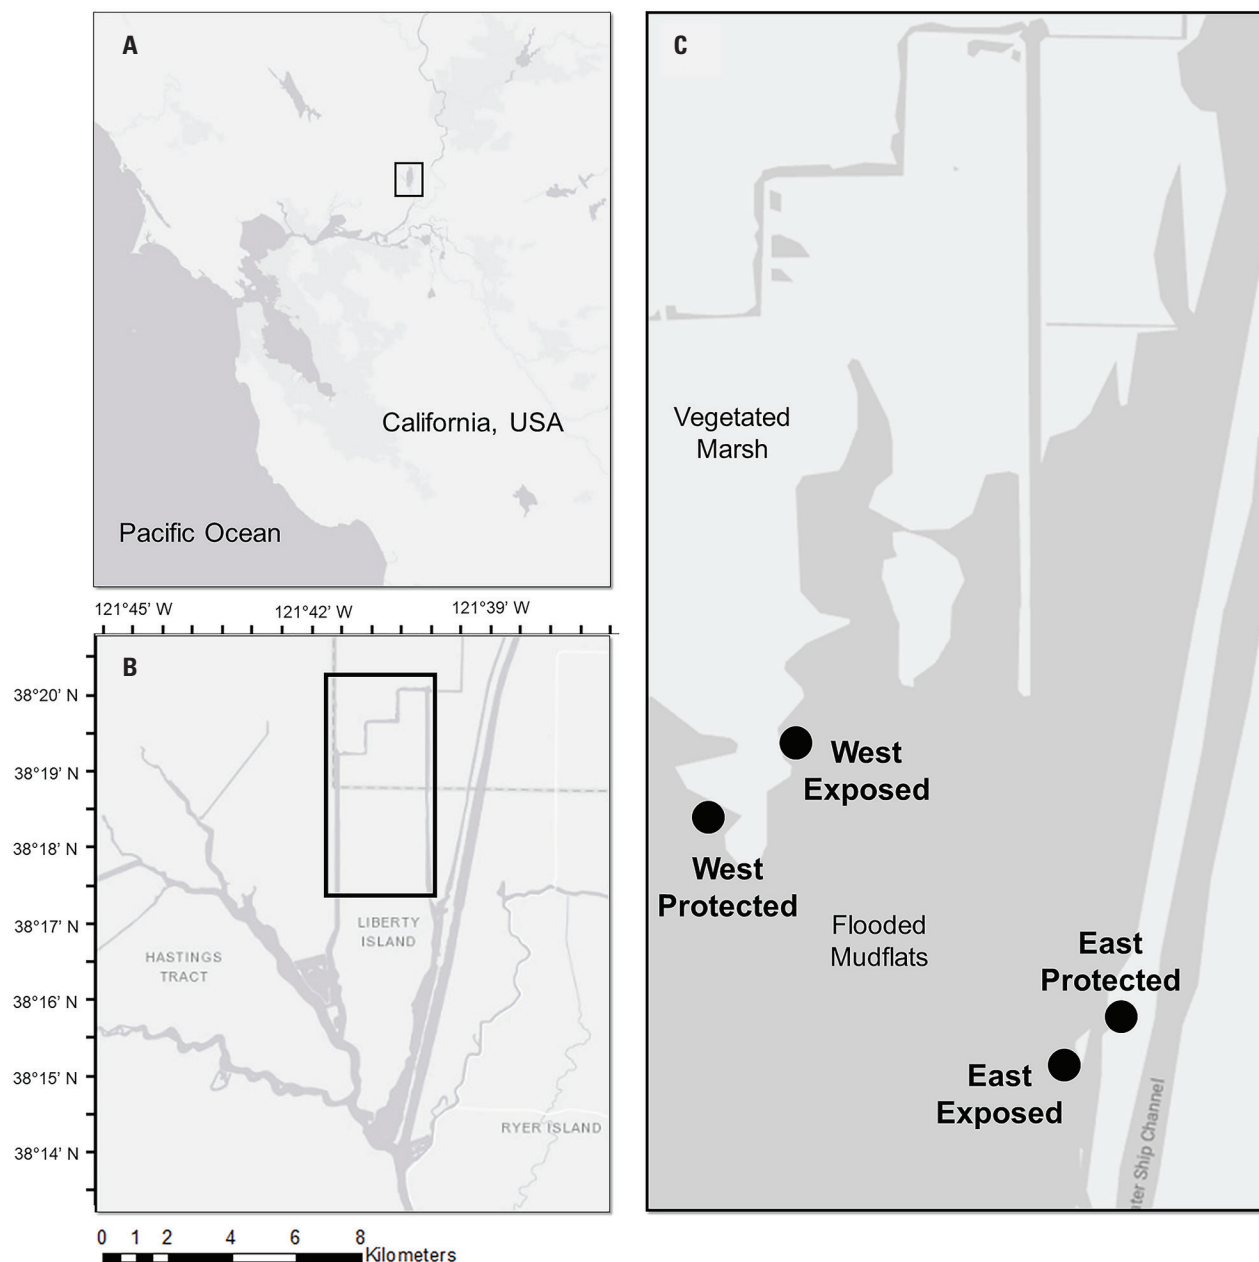 A
California, USA
Pacific Ocean
121°45' W
121°42' W
121°39' W
B
38°20' N
38°19' N
38°18' N
38°17' N
38°16' N
38°15' N
38°14' N
LIBERTY
ISLAND
HASTINGS
TRACT
RYER ISLAND
0 1 2 4 6 8
Kilometers
C
Vegetated
Marsh
West
Exposed
West
Protected
Flooded
Mudflats
East
Protected
East
Exposed
Ship Channel